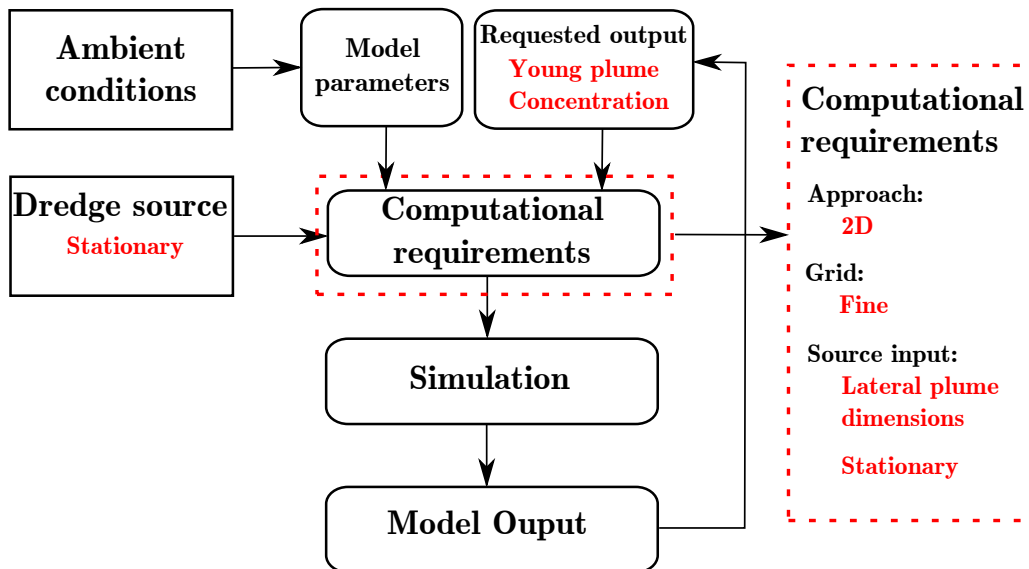 Ambient
conditions
Model
parameters
Requested output
Young plume
Concentration
Dredge source
Stationary
Computational
requirements
Simulation
Model Ouput
Computational
requirements
Approach:
2D
Grid:
Fine
Source input:
Lateral plume
dimensions
Stationary